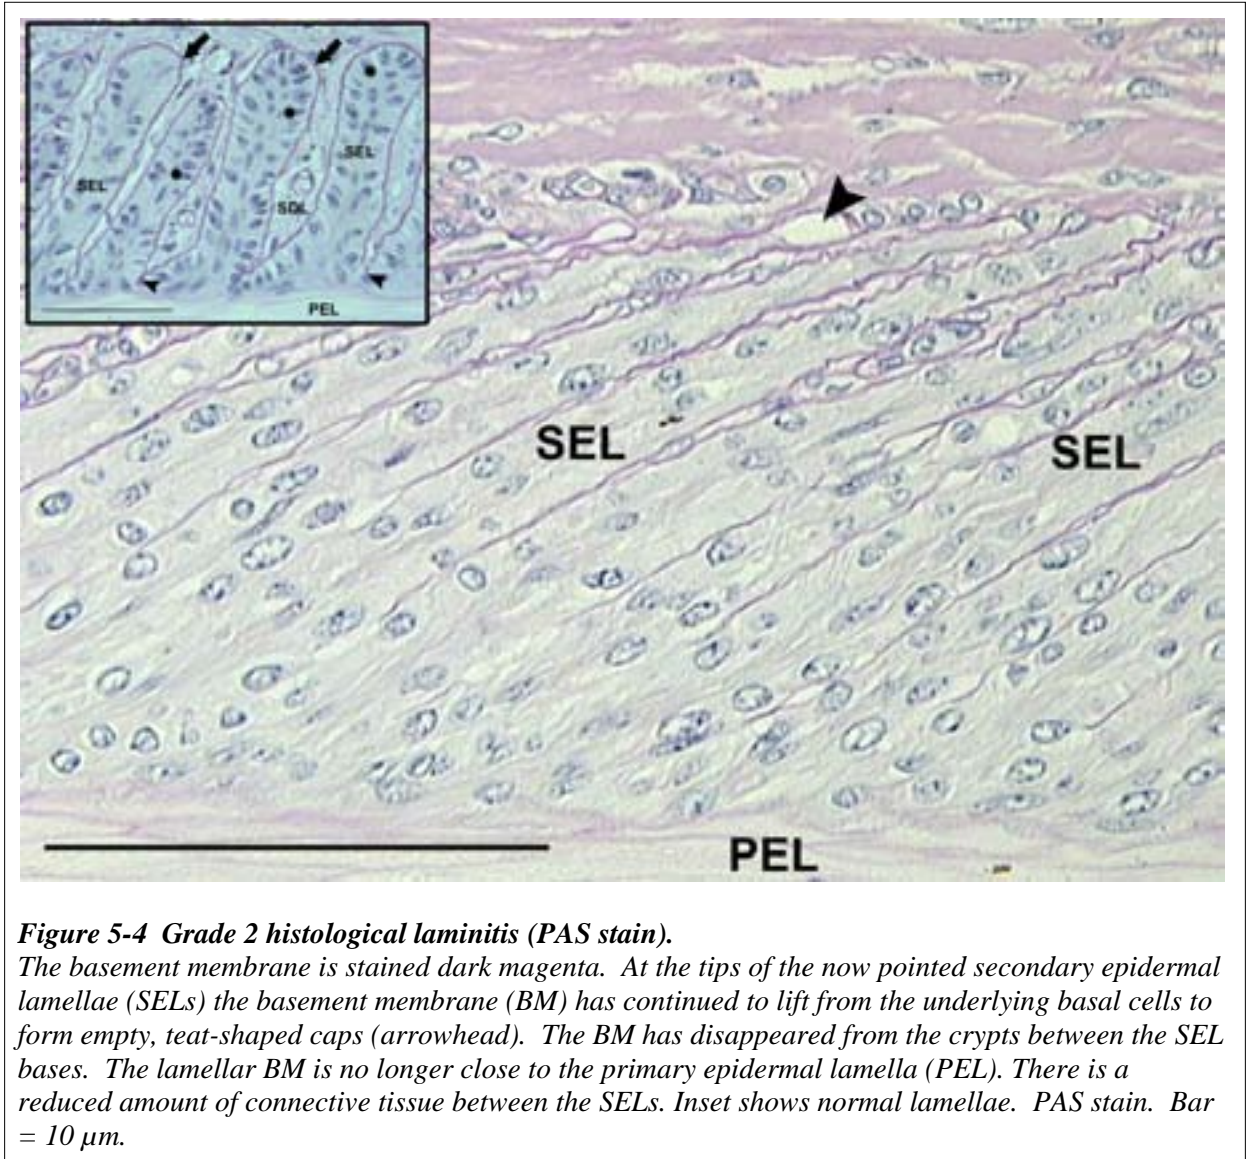 SEL
SEL
SDL
PEL
SEL
SEL
PEL
Figure 5-4 Grade 2 histological laminitis (PAS stain).
The basement membrane is stained dark magenta. At the tips of the now pointed secondary epidermal
lamellae (SELs) the basement membrane (BM) has continued to lift from the underlying basal cells to
form empty, teat-shaped caps (arrowhead). The BM has disappeared from the crypts between the SEL
bases. The lamellar BM is no longer close to the primary epidermal lamella (PEL). There is a
reduced amount of connective tissue between the SELs. Inset shows normal lamellae. PAS stain. Bar
= 10 µm.